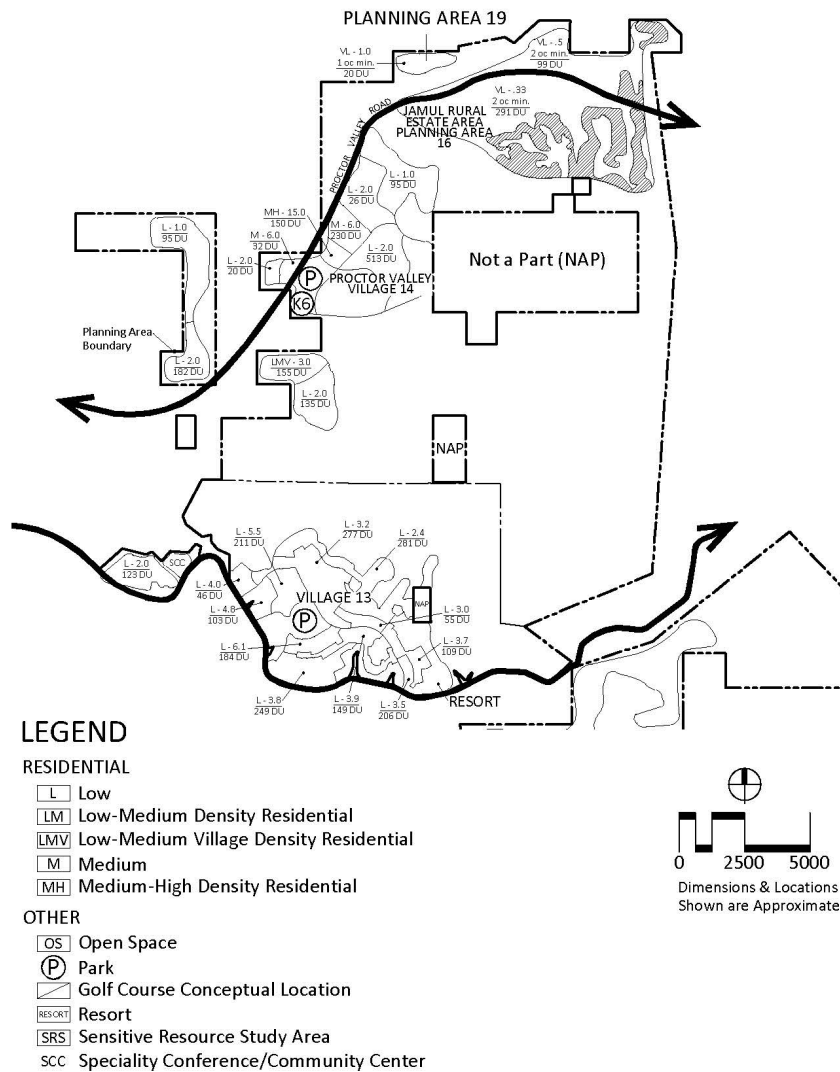 PLANNING AREA 19
VL - 1.0
1 oc min.
20 DU
VL - .5
2 oc min.
99 DU
VL - .33
2 oc min.
291 DU
JAMUL RURAL
ESTATE AREA
PLANNING AREA
16
PROCTOR VALLEY ROAD
L - 1.0
95 DU
L - 2.0
26 DU
MH - 15.0
150 DU
M - 6.0
230 DU
M - 6.0
32 DU
L - 2.0
513 DU
L - 2.0
20 DU
P
PROCTOR VALLEY
VILLAGE 14
K6
Not a Part (NAP)
L - 1.0
95 DU
Planning Area
Boundary
L - 2.0
182 DU
LMV - 3.0
155 DU
L - 2.0
135 DU
NAP
L - 5.5
211 DU
L - 3.2
277 DU
L - 2.4
281 DU
L - 2.0
123 DU
SCC
L - 4.0
46 DU
VILLAGE 13
NAP
L - 4.8
103 DU
P
L - 3.0
55 DU
L - 6.1
184 DU
L - 3.7
109 DU
L - 3.8
249 DU
L - 3.9
149 DU
L - 3.5
206 DU
RESORT
LEGEND
RESIDENTIAL
L Low
LM Low-Medium Density Residential
LMV Low-Medium Village Density Residential
M Medium
MH Medium-High Density Residential
OTHER
OS Open Space
P Park
Golf Course Conceptual Location
RESORT Resort
SRS Sensitive Resource Study Area
SCC Speciality Conference/Community Center
0 2500 5000
Dimensions & Locations
Shown are Approximate